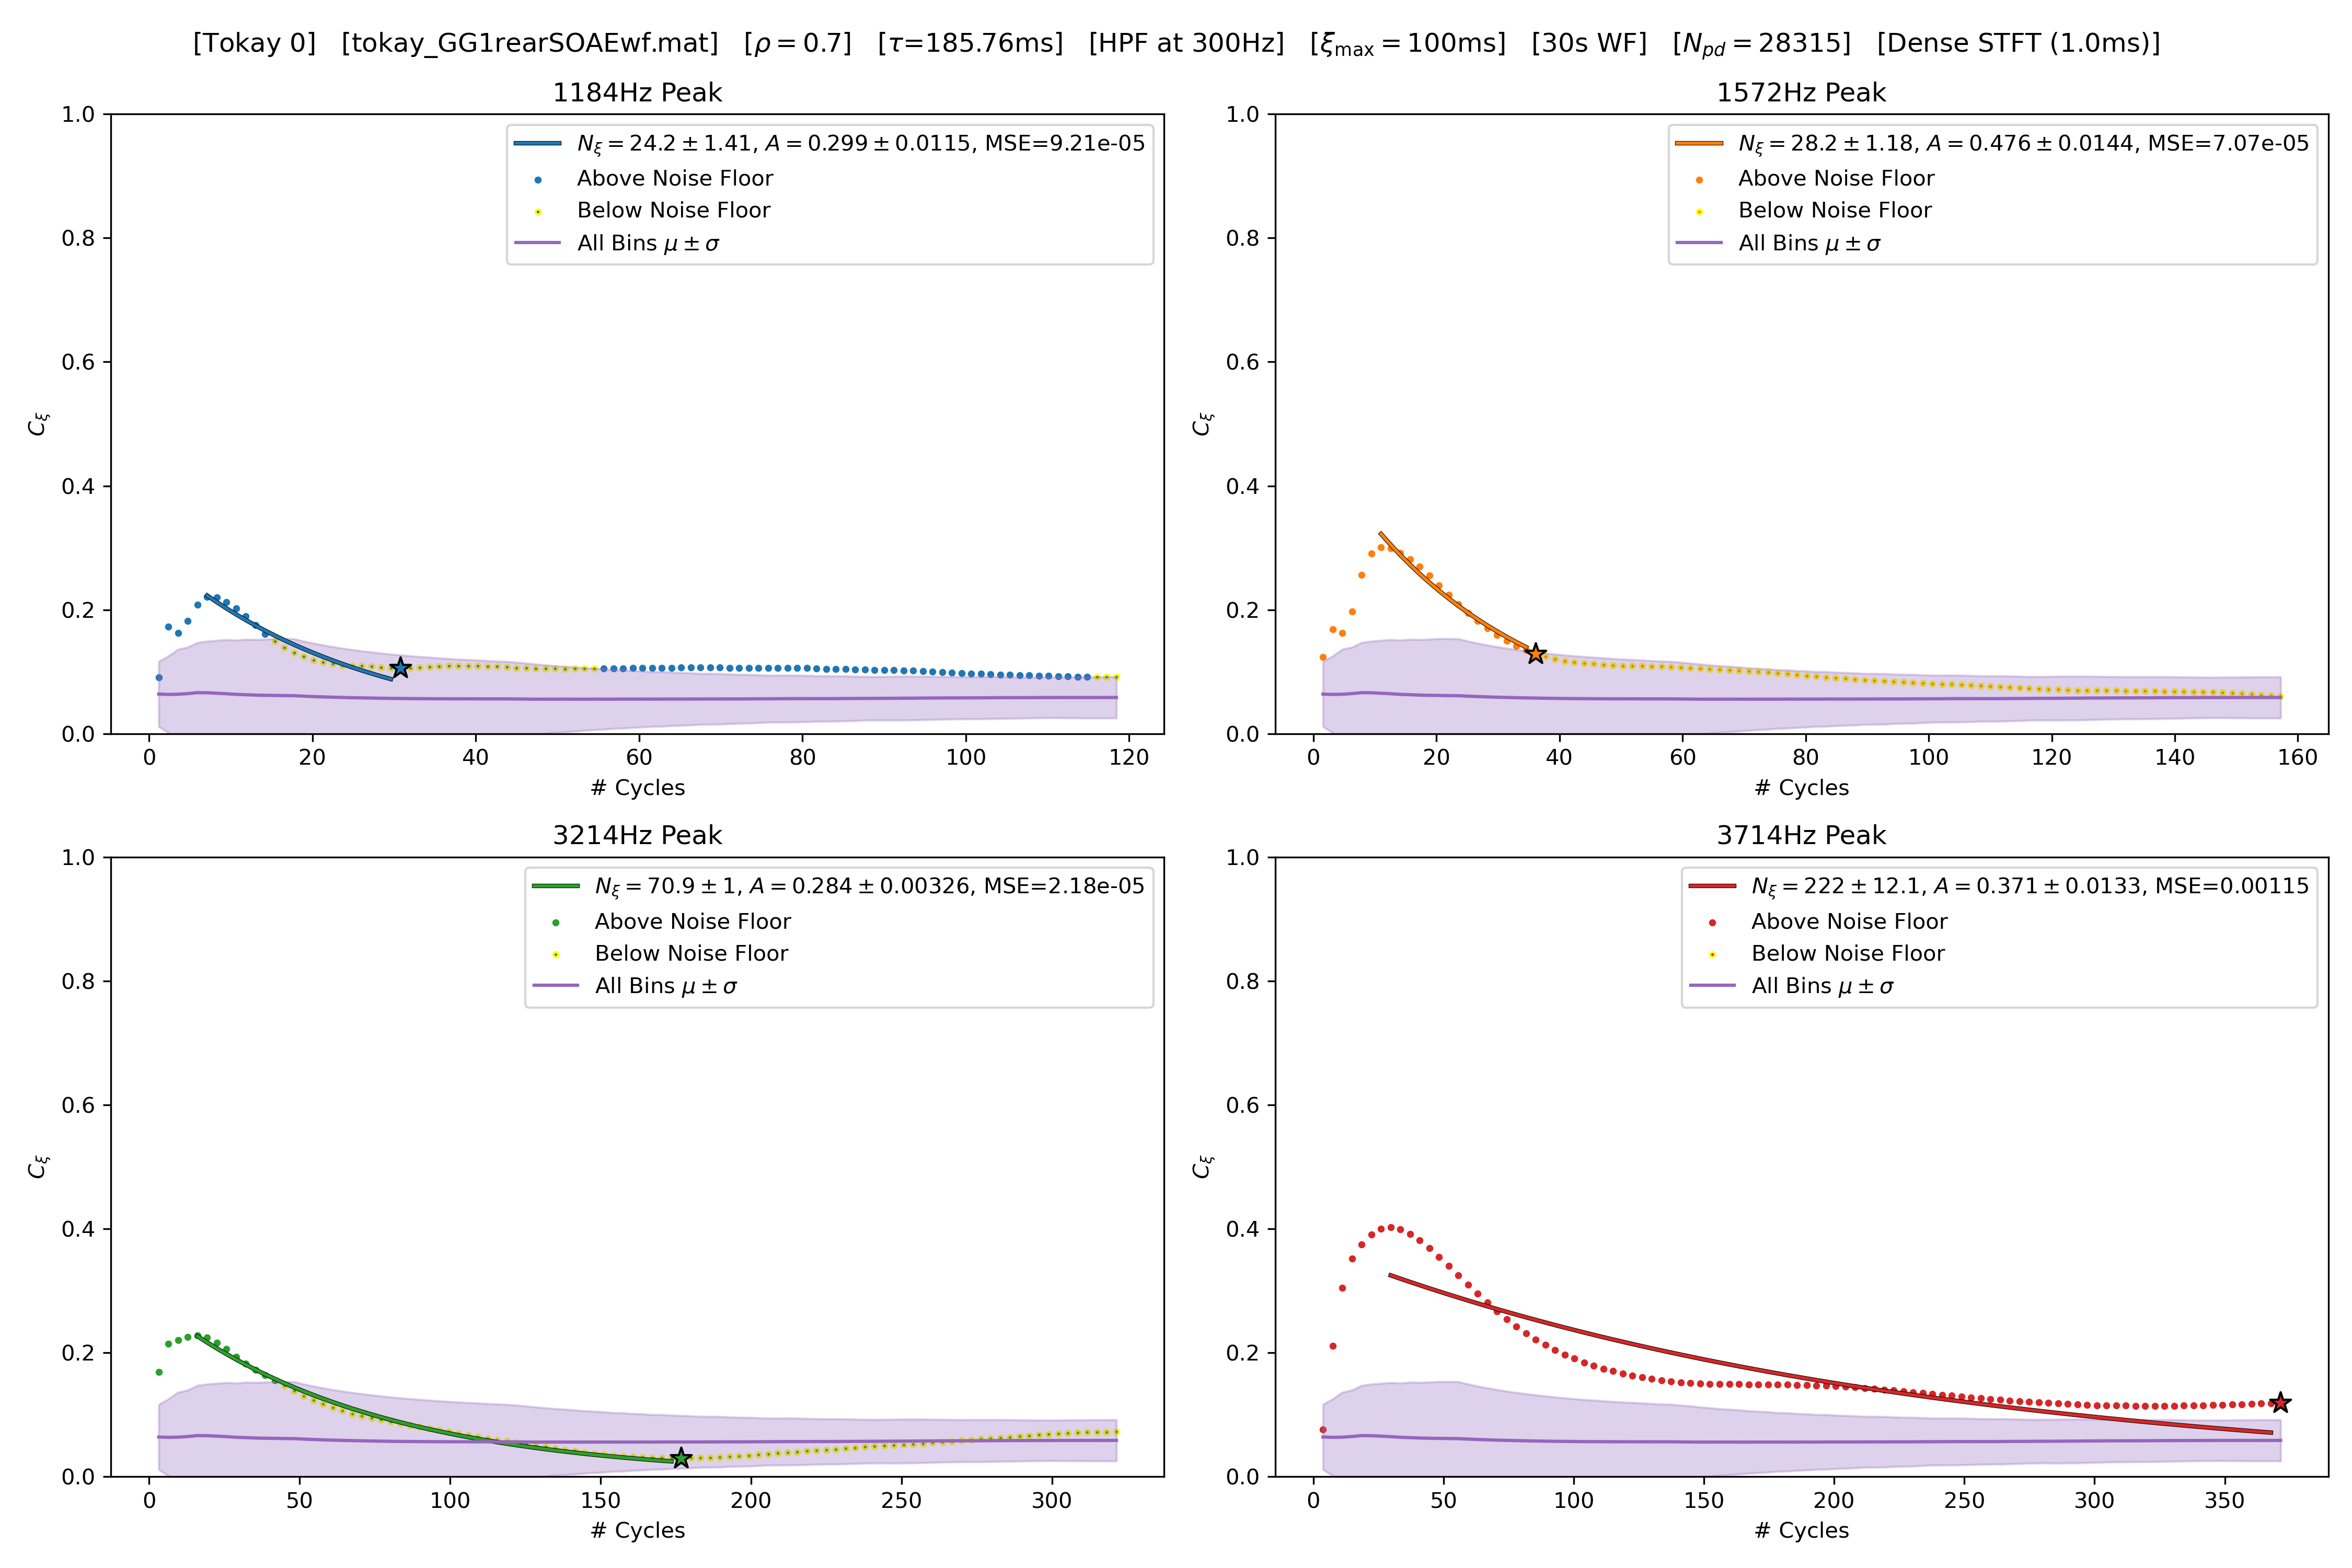 [Tokay 0] [tokay_GG1rearSOAEwf.mat] [ρ = 0.7] [τ=185.76ms] [HPF at 300Hz] [ξmax = 100ms] [30s WF] [Npd = 28315] [Dense STFT (1.0ms)]
1184Hz Peak
Nξ = 24.2 ± 1.41, A = 0.299 ± 0.0115, MSE=9.21e-05
Above Noise Floor
Below Noise Floor
All Bins μ ± σ
1.0
0.8
0.6
0.4
0.2
0.0
Cξ
0 20 40 60 80 100 120
# Cycles
1572Hz Peak
Nξ = 28.2 ± 1.18, A = 0.476 ± 0.0144, MSE=7.07e-05
Above Noise Floor
Below Noise Floor
All Bins μ ± σ
1.0
0.8
0.6
0.4
0.2
0.0
Cξ
0 20 40 60 80 100 120 140 160
# Cycles
3214Hz Peak
Nξ = 70.9 ± 1, A = 0.284 ± 0.00326, MSE=2.18e-05
Above Noise Floor
Below Noise Floor
All Bins μ ± σ
1.0
0.8
0.6
0.4
0.2
0.0
Cξ
0 50 100 150 200 250 300
# Cycles
3714Hz Peak
Nξ = 222 ± 12.1, A = 0.371 ± 0.0133, MSE=0.00115
Above Noise Floor
Below Noise Floor
All Bins μ ± σ
1.0
0.8
0.6
0.4
0.2
0.0
Cξ
0 50 100 150 200 250 300 350
# Cycles